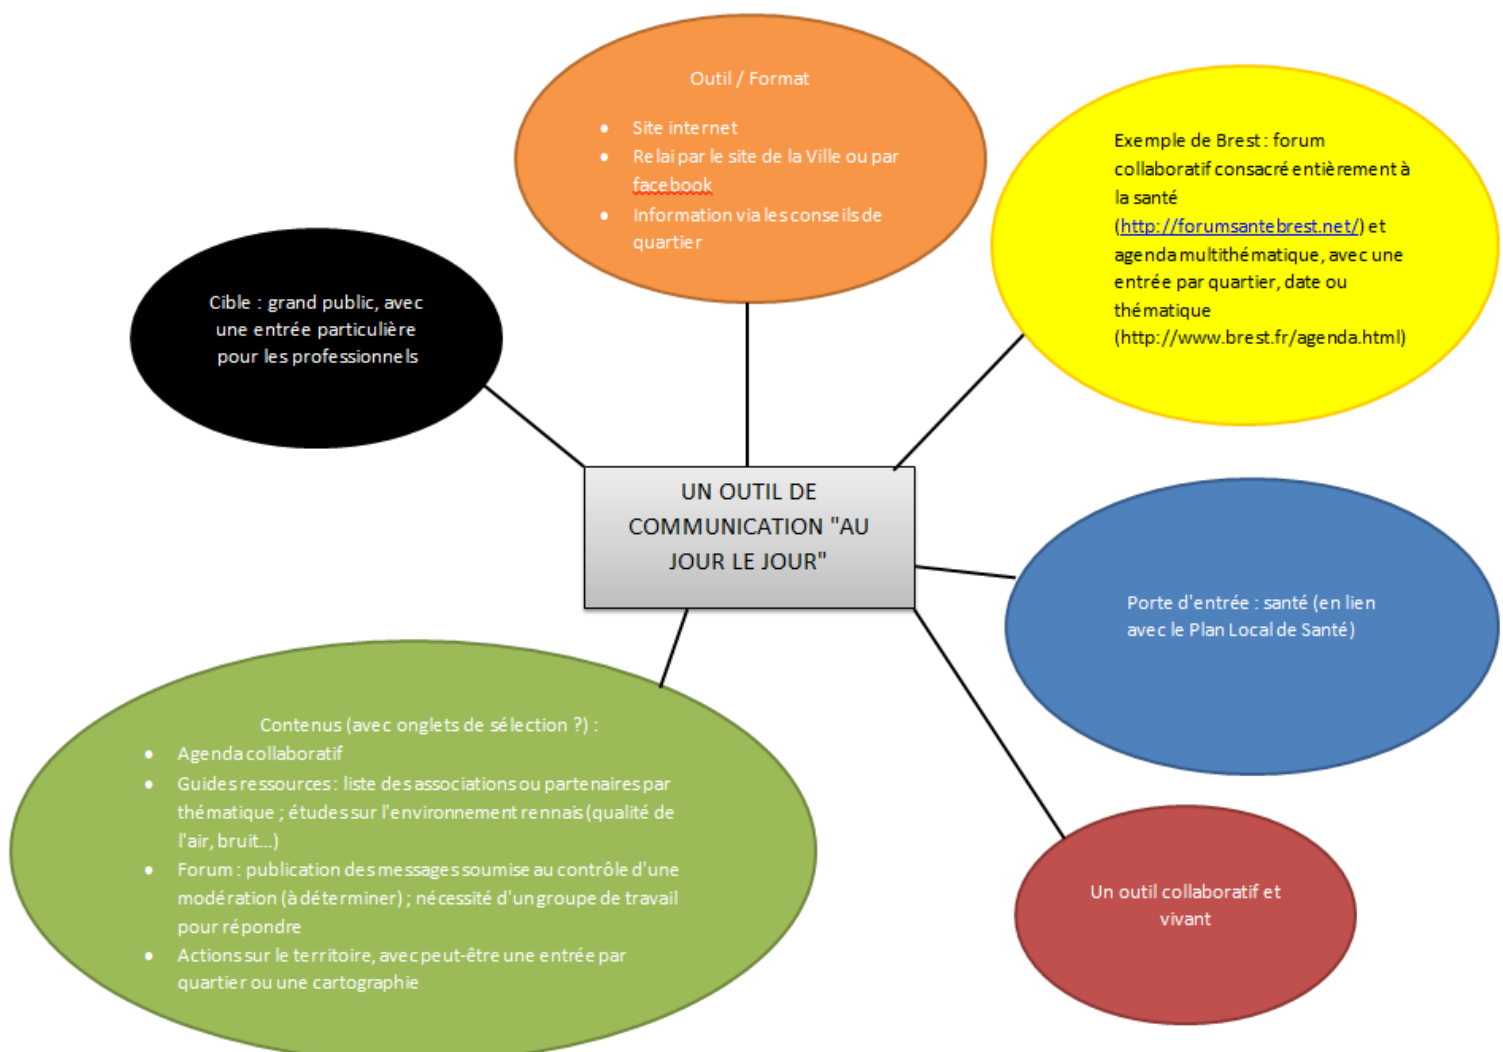 Outil / Format
• Site internet
• Relai par le site de la Ville ou par
facebook
• Information via les conseils de
quartier
Exemple de Brest : forum
collaboratif consacré entièrement à
la santé
(http://forumsantebrest.net/) et
agenda multithématique, avec une
entrée par quartier, date ou
thématique
(http://www.brest.fr/agenda.html)
Cible : grand public, avec
une entrée particulière
pour les professionnels
UN OUTIL DE
COMMUNICATION "AU
JOUR LE JOUR"
Porte d'entrée : santé (en lien
avec le Plan Local de Santé)
Contenus (avec onglets de sélection ?) :
• Agenda collaboratif
• Guides ressources : liste des associations ou partenaires par
thématique ; études sur l'environnement rennais (qualité de
l'air, bruit...)
• Forum : publication des messages soumise au contrôle d'une
modération (à déterminer) ; nécessité d'un groupe de travail
pour répondre
• Actions sur le territoire, avec peut-être une entrée par
quartier ou une cartographie
Un outil collaboratif et
vivant